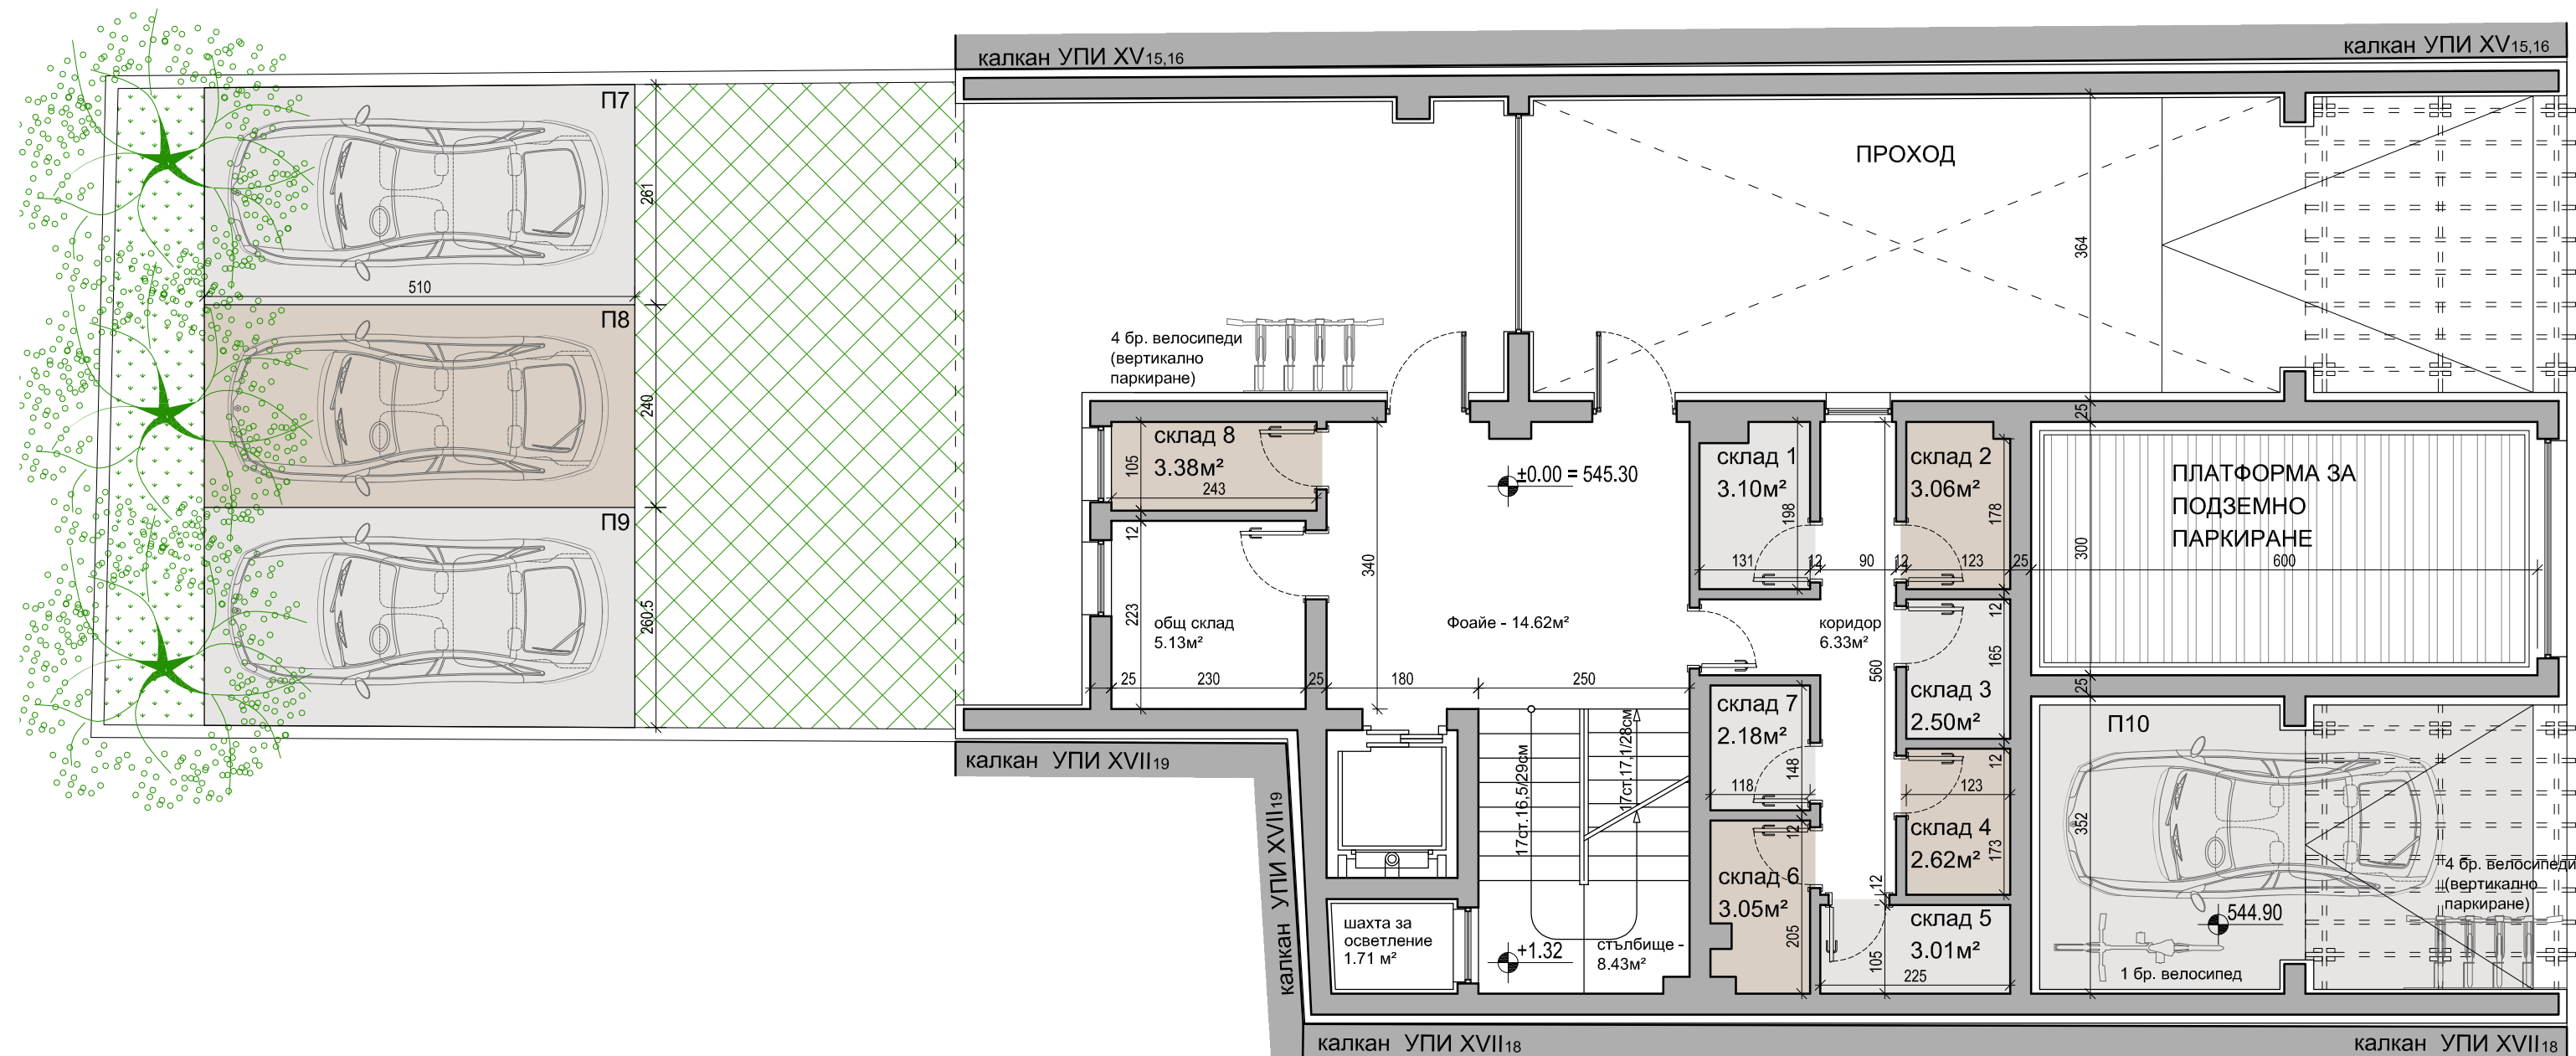 калкан УПИ XV15,16
калкан УПИ XV15,16
П7
261
510
П8
240
П9
260.5
ПРОХОД
364
4 бр. велосипеди
(вертикално
паркиране)
25
склад 8
3.38м²
105
243
12
223
общ склад
5.13м²
25
230
25
180
250
340
±0.00 = 545.30
Фоайе - 14.62м²
склад 1
3.10м²
198
131
12
90
12
123
25
склад 2
3.06м²
178
ПЛАТФОРМА ЗА
ПОДЗЕМНО
ПАРКИРАНЕ
300
600
коридор
6.33м²
560
12
165
склад 3
2.50м²
25
склад 7
2.18м²
148
118
12
17ст.16,5/29см
17ст.17,1/28см
12
123
склад 4
2.62м²
173
склад 6
3.05м²
205
12
105
склад 5
3.01м²
225
П10
352
4 бр. велосипеди
(вертикално
паркиране)
544.90
1 бр. велосипед
шахта за
осветление
1.71 м²
+1.32
стълбище -
8.43м²
калкан УПИ XVII19
калкан УПИ XVII19
калкан УПИ XVII18
калкан УПИ XVII18